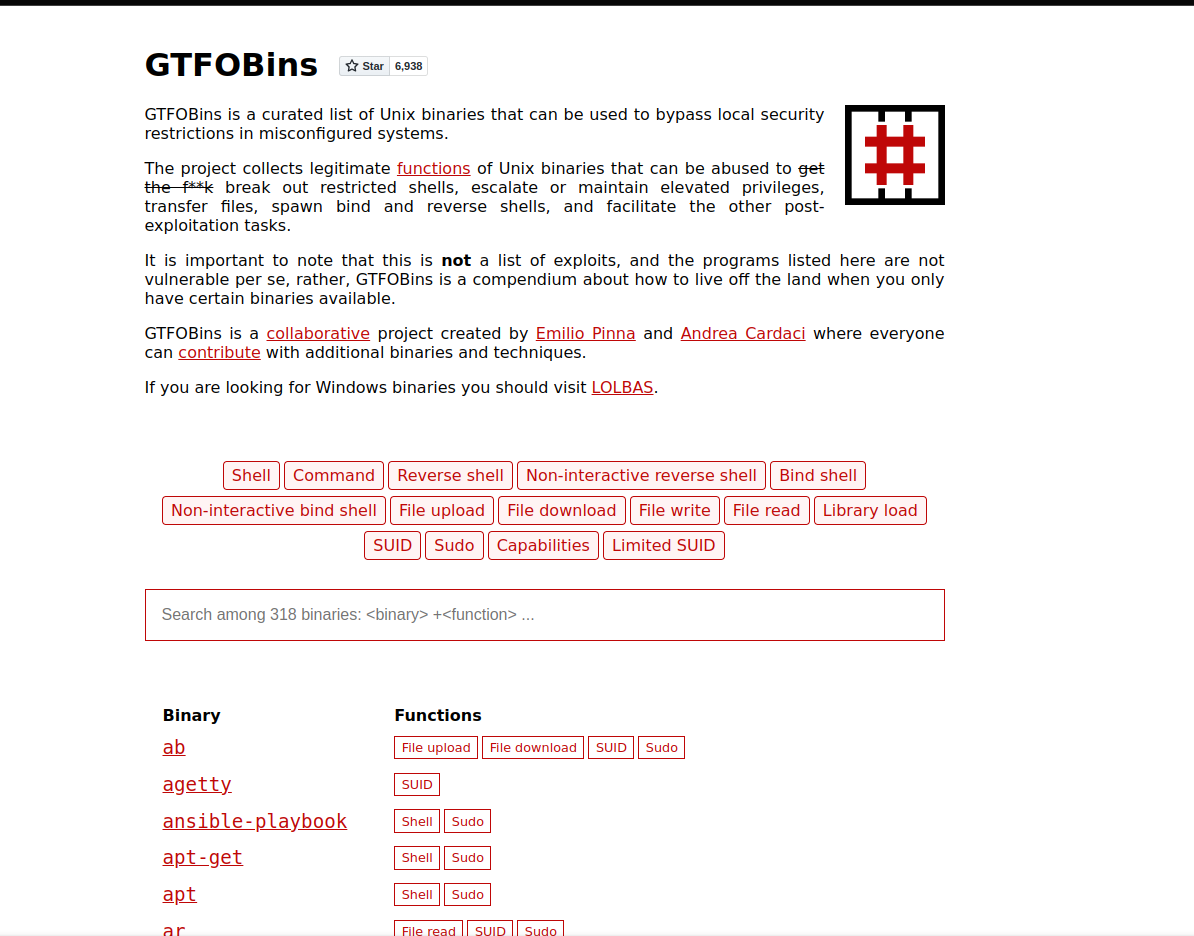 GTFOBins Star 6,938
GTFOBins is a curated list of Unix binaries that can be used to bypass local security
restrictions in misconfigured systems.
The project collects legitimate functions of Unix binaries that can be abused to get
the f**k break out restricted shells, escalate or maintain elevated privileges,
transfer files, spawn bind and reverse shells, and facilitate the other post-
exploitation tasks.
It is important to note that this is not a list of exploits, and the programs listed here are not
vulnerable per se, rather, GTFOBins is a compendium about how to live off the land when you only
have certain binaries available.
GTFOBins is a collaborative project created by Emilio Pinna and Andrea Cardaci where everyone
can contribute with additional binaries and techniques.
If you are looking for Windows binaries you should visit LOLBAS.
Shell Command Reverse shell Non-interactive reverse shell Bind shell
Non-interactive bind shell File upload File download File write File read Library load
SUID Sudo Capabilities Limited SUID
Search among 318 binaries: <binary> +<function> ...
Binary Functions
ab File upload File download SUID Sudo
agetty SUID
ansible-playbook Shell Sudo
apt-get Shell Sudo
apt Shell Sudo
ar File read SUID Sudo